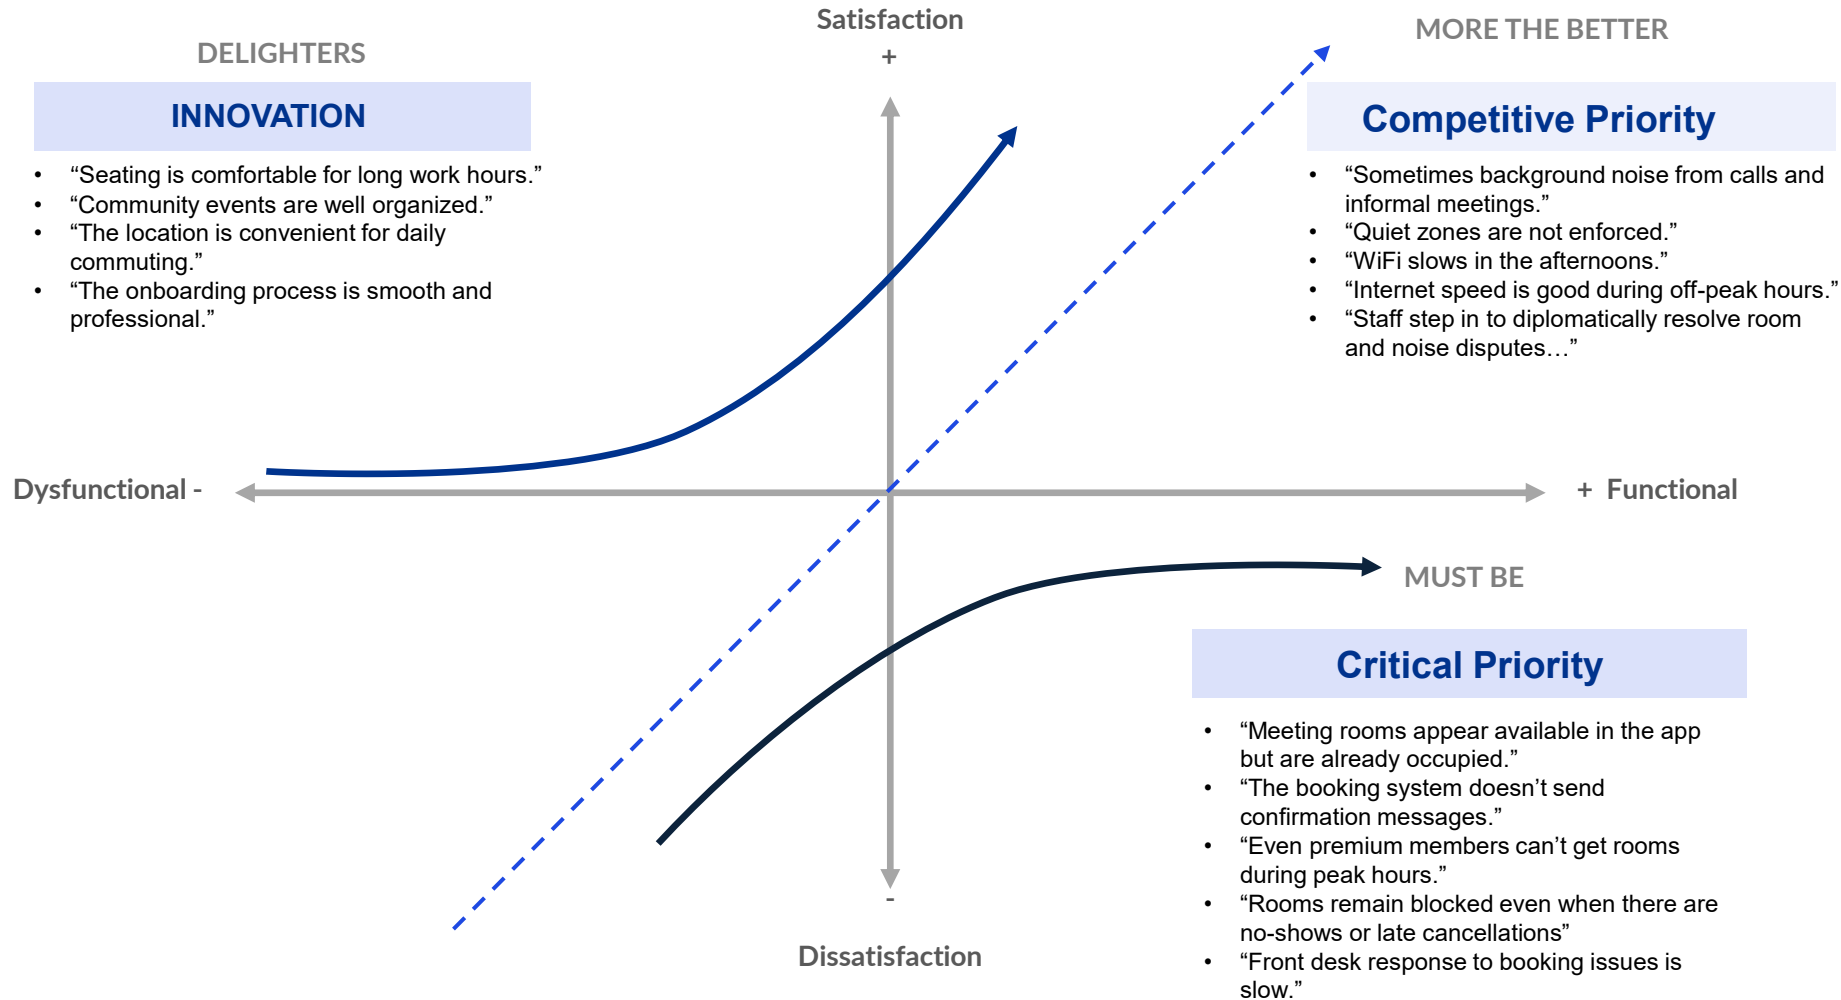 Satisfaction
+
DELIGHTERS
INNOVATION
• “Seating is comfortable for long work hours.”
• “Community events are well organized.”
• “The location is convenient for daily
commuting.”
• “The onboarding process is smooth and
professional.”
MORE THE BETTER
Competitive Priority
• “Sometimes background noise from calls and
informal meetings.”
• “Quiet zones are not enforced.”
• “WiFi slows in the afternoons.”
• “Internet speed is good during off-peak hours.”
• “Staff step in to diplomatically resolve room
and noise disputes…”
Dysfunctional -
+ Functional
MUST BE
Critical Priority
• “Meeting rooms appear available in the app
but are already occupied.”
• “The booking system doesn’t send
confirmation messages.”
• “Even premium members can’t get rooms
during peak hours.”
• “Rooms remain blocked even when there are
no-shows or late cancellations”
• “Front desk response to booking issues is
slow.”
-
Dissatisfaction